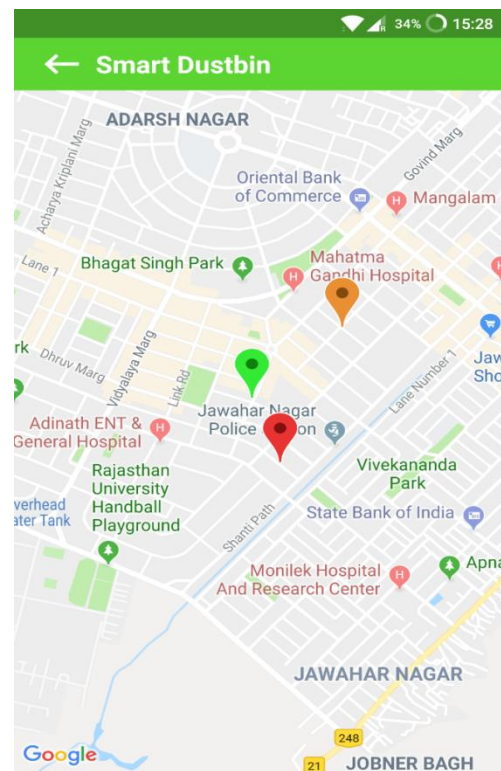 34% 15:28
Smart Dustbin
ADARSH NAGAR
Acharya Kriplani Marg
Govind Marg
Oriental Bank
of Commerce
H Mangalam
Lane 1
Bhagat Singh Park
Mahatma
H Gandhi Hospital
rk
Dhruv Marg
Vidyalaya Marg
Link Rd
Lane Number 1
Jaw
Sho
Jawahar Nagar
Police on
Adinath ENT &
General Hospital H
Rajasthan
University
Handball
Playground
verhead
ater Tank
Vivekananda
Park
Shanti Path
State Bank of India
Monilek Hospital
And Research Center H
Apna
JAWAHAR NAGAR
248
Google
21 JOBNER BAGH